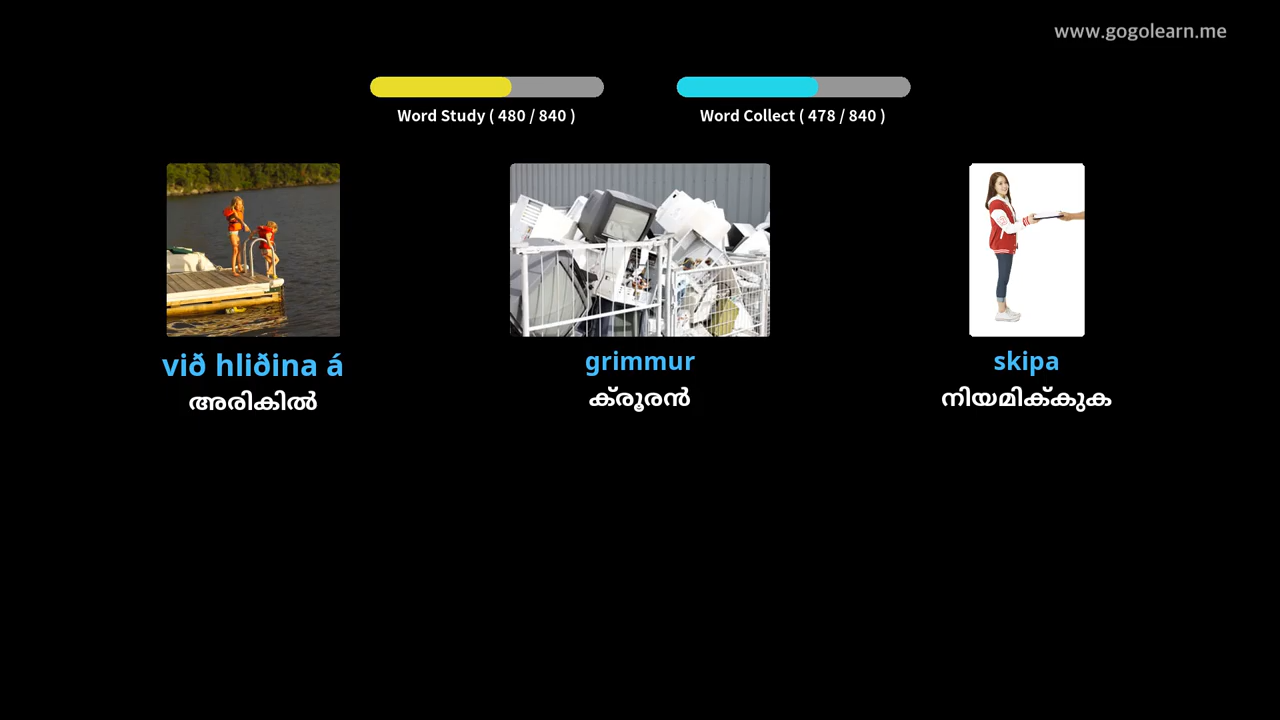 www.gogolearn.me
Word Study ( 480 / 840 )
Word Collect ( 478 / 840 )
við hliðina á
grimmur
skipa
അരികിൽ
ക്രൂരൻ
നിയമിക്കുക